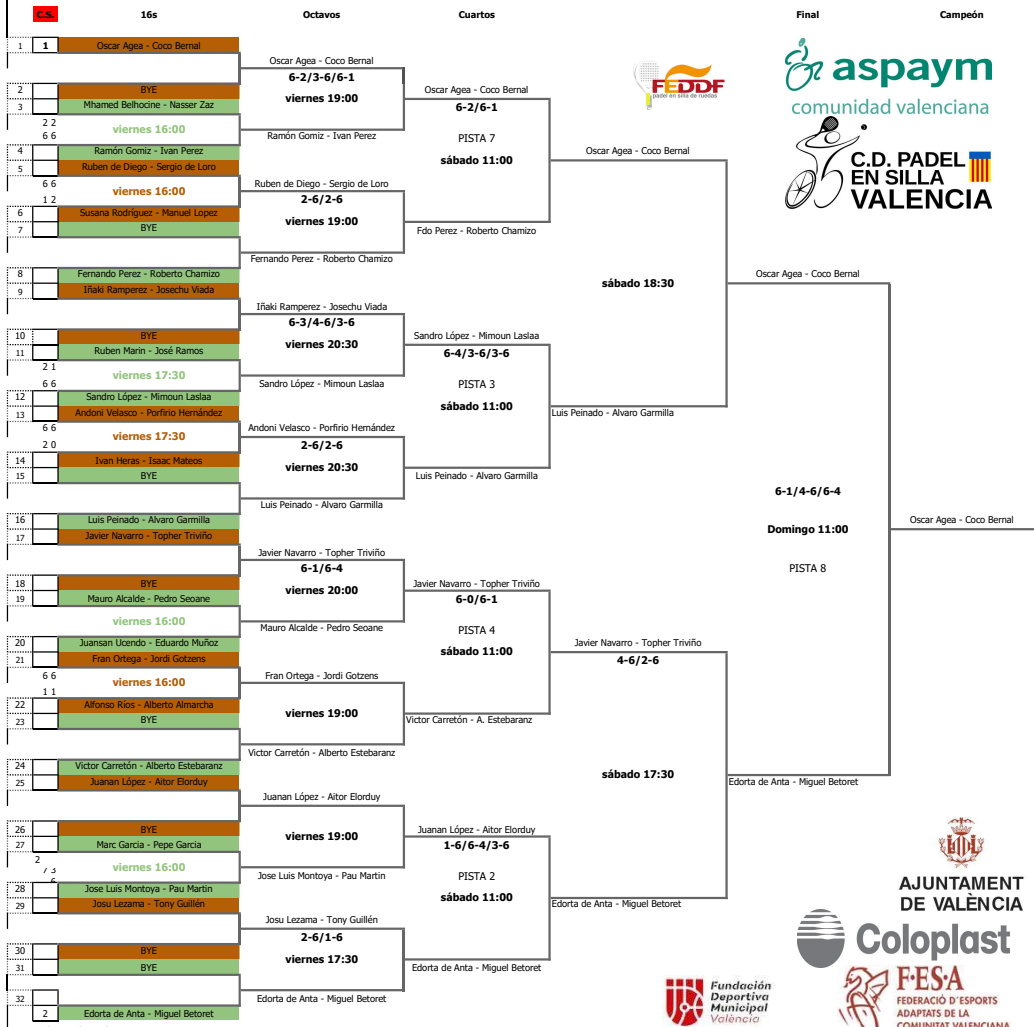 C.S. 16s Octavos Cuartos Final Campeón
1 1 Oscar Agea - Coco Bernal
2 BYE
3 Mhamed Belhocine - Nasser Zaz
2 2
6 6
viernes 16:00
4 Ramón Gomiz - Ivan Perez
5 Ruben de Diego - Sergio de Loro
6 6
1 2
viernes 16:00
6 Susana Rodríguez - Manuel Lopez
7 BYE
8 Fernando Perez - Roberto Chamizo
9 Iñaki Ramperez - Josechu Viada
10 BYE
11 Ruben Marin - José Ramos
2 1
6 6
viernes 17:30
12 Sandro López - Mimoun Laslaa
13 Andoni Velasco - Porfirio Hernández
6 6
2 0
viernes 17:30
14 Ivan Heras - Isaac Mateos
15 BYE
16 Luis Peinado - Alvaro Garmilla
17 Javier Navarro - Topher Triviño
18 BYE
19 Mauro Alcalde - Pedro Seoane
viernes 16:00
20 Juansan Ucendo - Eduardo Muñoz
21 Fran Ortega - Jordi Gotzens
6 6
1 1
viernes 16:00
22 Alfonso Ríos - Alberto Almarcha
23 BYE
24 Victor Carretón - Alberto Estebaranz
25 Juanan López - Aitor Elorduy
26 BYE
27 Marc Garcia - Pepe Garcia
2
viernes 16:00
28 Jose Luis Montoya - Pau Martin
29 Josu Lezama - Tony Guillén
30 BYE
31 BYE
32
2 Edorta de Anta - Miguel Betoret
Oscar Agea - Coco Bernal
6-2/3-6/6-1
viernes 19:00
Ramón Gomiz - Ivan Perez
Ruben de Diego - Sergio de Loro
2-6/2-6
viernes 19:00
Fernando Perez - Roberto Chamizo
Iñaki Ramperez - Josechu Viada
6-3/4-6/3-6
viernes 20:30
Sandro López - Mimoun Laslaa
Andoni Velasco - Porfirio Hernández
2-6/2-6
viernes 20:30
Luis Peinado - Alvaro Garmilla
Javier Navarro - Topher Triviño
6-1/6-4
viernes 20:00
Mauro Alcalde - Pedro Seoane
Fran Ortega - Jordi Gotzens
viernes 19:00
Victor Carretón - Alberto Estebaranz
Juanan López - Aitor Elorduy
viernes 19:00
Jose Luis Montoya - Pau Martin
Josu Lezama - Tony Guillén
2-6/1-6
viernes 17:30
Edorta de Anta - Miguel Betoret
Oscar Agea - Coco Bernal
6-2/6-1
PISTA 7
sábado 11:00
Fdo Perez - Roberto Chamizo
Sandro López - Mimoun Laslaa
6-4/3-6/3-6
PISTA 3
sábado 11:00
Luis Peinado - Alvaro Garmilla
Javier Navarro - Topher Triviño
6-0/6-1
PISTA 4
sábado 11:00
Victor Carretón - A. Estebaranz
Juanan López - Aitor Elorduy
1-6/6-4/3-6
PISTA 2
sábado 11:00
Edorta de Anta - Miguel Betoret
Oscar Agea - Coco Bernal
sábado 18:30
Luis Peinado - Alvaro Garmilla
Javier Navarro - Topher Triviño
4-6/2-6
sábado 17:30
Edorta de Anta - Miguel Betoret
Oscar Agea - Coco Bernal
6-1/4-6/6-4
Domingo 11:00
PISTA 8
Edorta de Anta - Miguel Betoret
Oscar Agea - Coco Bernal
FEDDF
padel en silla de ruedas
aspaym
comunidad valenciana
C.D. PADEL
EN SILLA
VALENCIA
AJUNTAMENT
DE VALÈNCIA
Coloplast
Fundación
Deportiva
Municipal
València
F·ES·A
FEDERACIÓ D'ESPORTS
ADAPTATS DE LA
COMUNITAT VALENCIANA